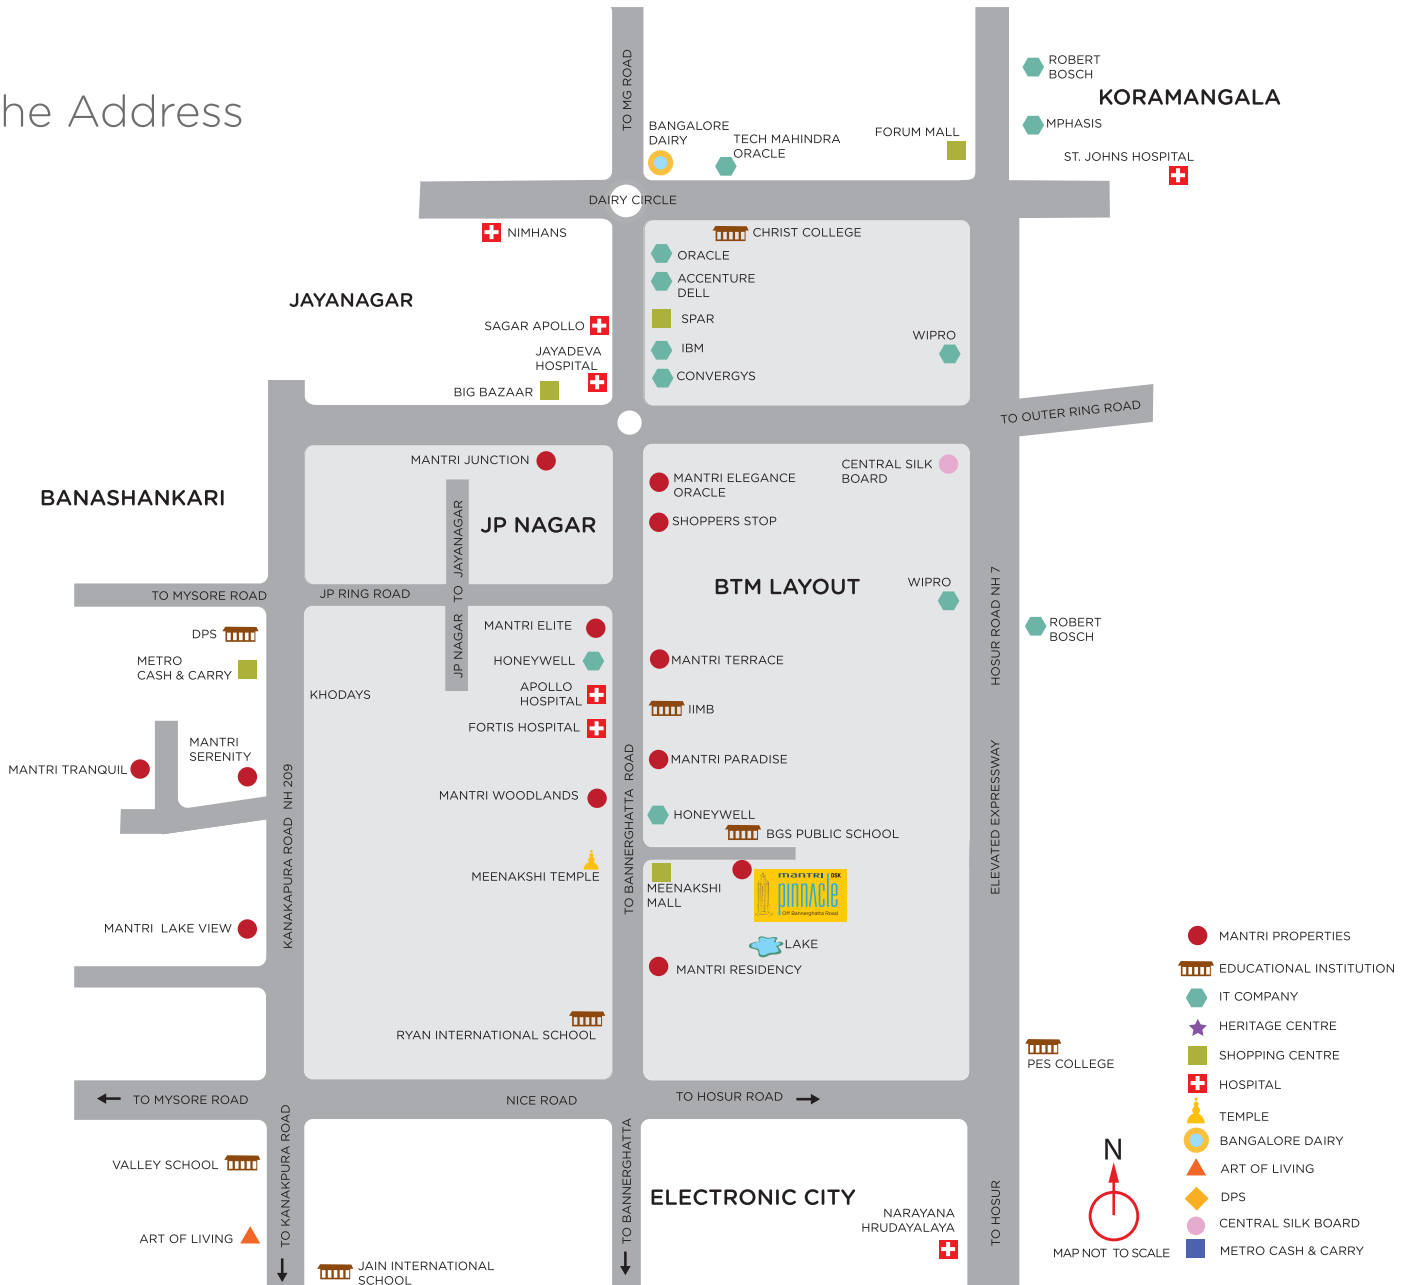 he Address
TO MG ROAD
ROBERT
BOSCH
KORAMANGALA
MPHASIS
BANGALORE
DAIRY
TECH MAHINDRA
ORACLE
FORUM MALL
ST. JOHNS HOSPITAL
DAIRY CIRCLE
NIMHANS
CHRIST COLLEGE
ORACLE
ACCENTURE
DELL
JAYANAGAR
SAGAR APOLLO
SPAR
WIPRO
JAYADEVA
HOSPITAL
IBM
CONVERGYS
BIG BAZAAR
TO OUTER RING ROAD
MANTRI JUNCTION
CENTRAL SILK
BOARD
MANTRI ELEGANCE
ORACLE
BANASHANKARI
JP NAGAR
SHOPPERS STOP
JP NAGAR TO JAYANAGAR
BTM LAYOUT
WIPRO
HOSUR ROAD NH 7
TO MYSORE ROAD
JP RING ROAD
DPS
MANTRI ELITE
ROBERT
BOSCH
METRO
CASH & CARRY
HONEYWELL
MANTRI TERRACE
KHODAYS
APOLLO
HOSPITAL
IIMB
FORTIS HOSPITAL
MANTRI
SERENITY
MANTRI TRANQUIL
MANTRI PARADISE
KANAKAPURA ROAD NH 209
TO BANNERGHATTA ROAD
ELEVATED EXPRESSWAY
MANTRI WOODLANDS
HONEYWELL
BGS PUBLIC SCHOOL
MEENAKSHI TEMPLE
MEENAKSHI
MALL
mantri DSK
pinnacle
Off Bannerghatta Road
MANTRI LAKE VIEW
LAKE
MANTRI RESIDENCY
RYAN INTERNATIONAL SCHOOL
PES COLLEGE
TO MYSORE ROAD
NICE ROAD
TO HOSUR ROAD
VALLEY SCHOOL
TO KANAKPURA ROAD
TO BANNERGHATTA
ELECTRONIC CITY
TO HOSUR
NARAYANA
HRUDAYALAYA
ART OF LIVING
JAIN INTERNATIONAL
SCHOOL
N
MAP NOT TO SCALE
MANTRI PROPERTIES
EDUCATIONAL INSTITUTION
IT COMPANY
HERITAGE CENTRE
SHOPPING CENTRE
HOSPITAL
TEMPLE
BANGALORE DAIRY
ART OF LIVING
DPS
CENTRAL SILK BOARD
METRO CASH & CARRY